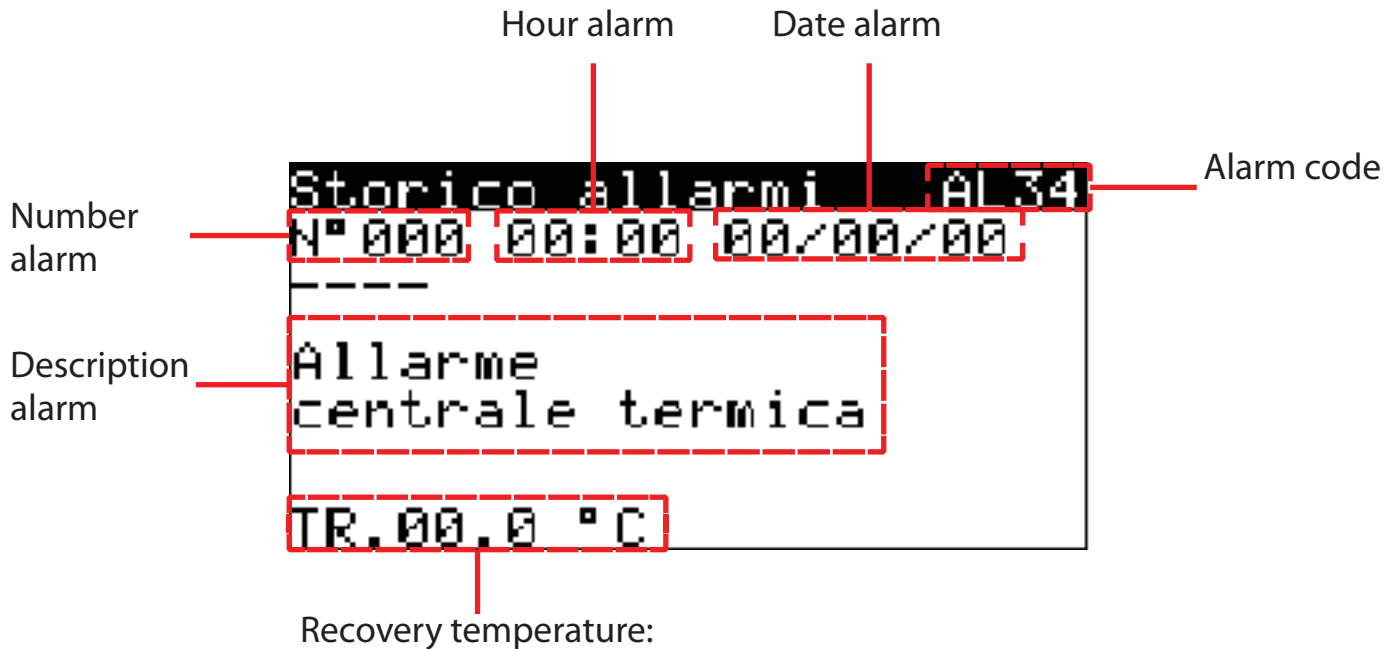 Hour alarm
Date alarm
Alarm code
Storico allarmi AL34
Number
alarm
N° 000 00:00 00/00/00
----
Description
alarm
Allarme
centrale termica
TR.00.0 °C
Recovery temperature: